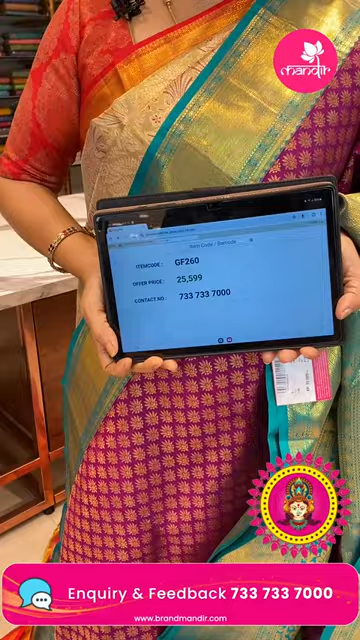 mandir
Item Code / Barcode
ITEMCODE : GF260
OFFER PRICE : 25,599
CONTACT NO : 733 733 7000
Enquiry & Feedback 733 733 7000
www.brandmandir.com